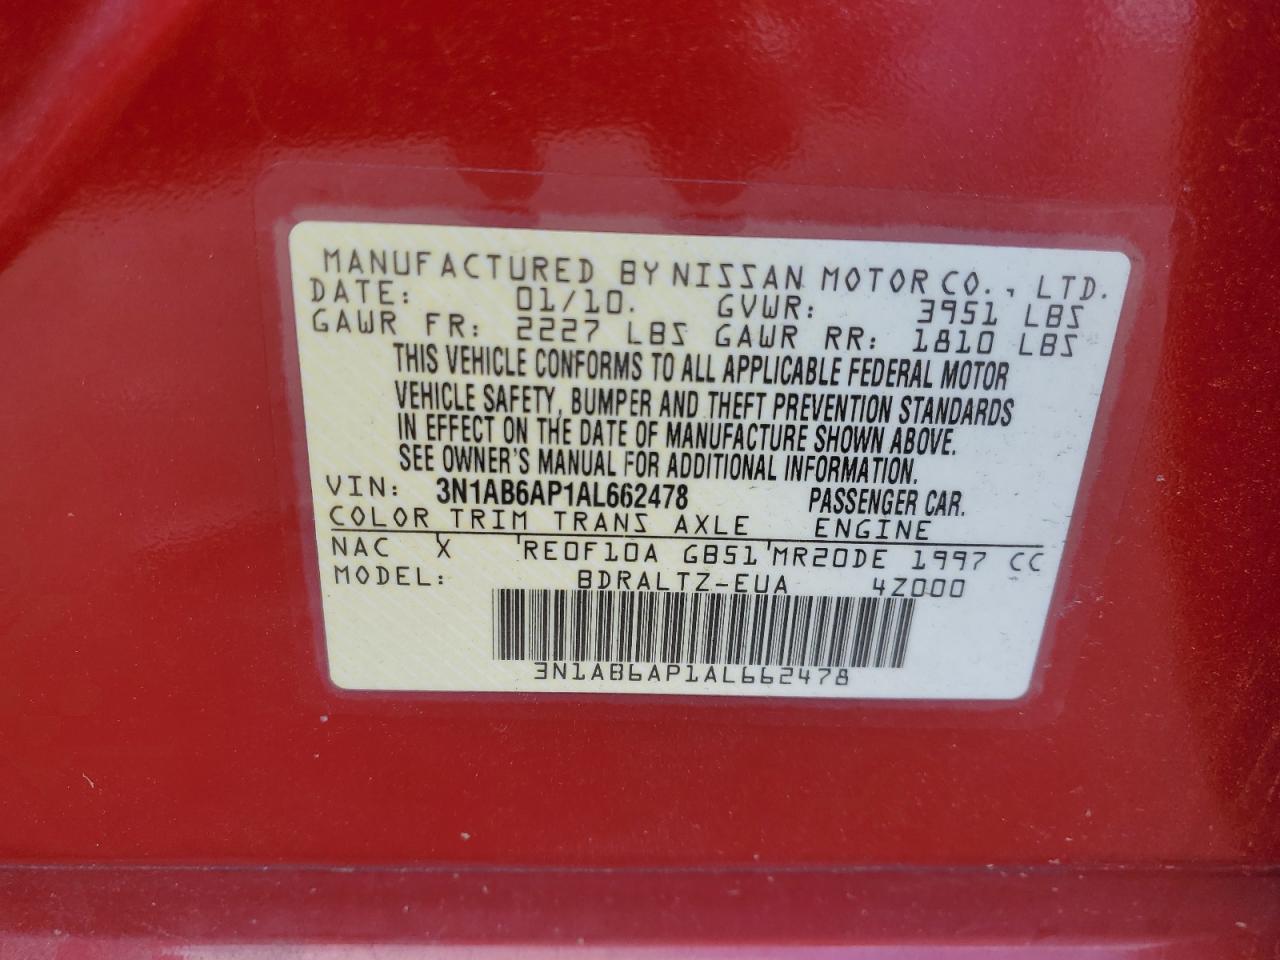 MANUFACTURED BY NISSAN MOTOR CO., LTD.
DATE: 01/10. GVWR: 3951 LBS
GAWR FR: 2227 LBS GAWR RR: 1810 LBS
THIS VEHICLE CONFORMS TO ALL APPLICABLE FEDERAL MOTOR
VEHICLE SAFETY, BUMPER AND THEFT PREVENTION STANDARDS
IN EFFECT ON THE DATE OF MANUFACTURE SHOWN ABOVE.
SEE OWNER'S MANUAL FOR ADDITIONAL INFORMATION.
VIN: 3N1AB6AP1AL662478 PASSENGER CAR.
COLOR TRIM TRANS AXLE ENGINE
NAC X RE0F10A GB51 MR20DE 1997 CC
MODEL: BDRALTZ-EUA 4Z000
3N1AB6AP1AL662478